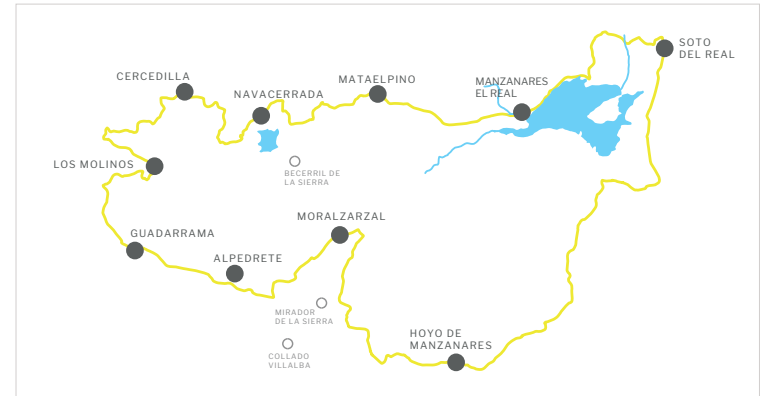 SOTO
DEL REAL
CERCEDILLA
MATAELPINO
MANZANARES
EL REAL
NAVACERRADA
LOS MOLINOS
BECERRIL DE
LA SIERRA
MORALZARZAL
GUADARRAMA
ALPEDRETE
MIRADOR
DE LA SIERRA
HOYO DE
MANZANARES
COLLADO
VILLALBA